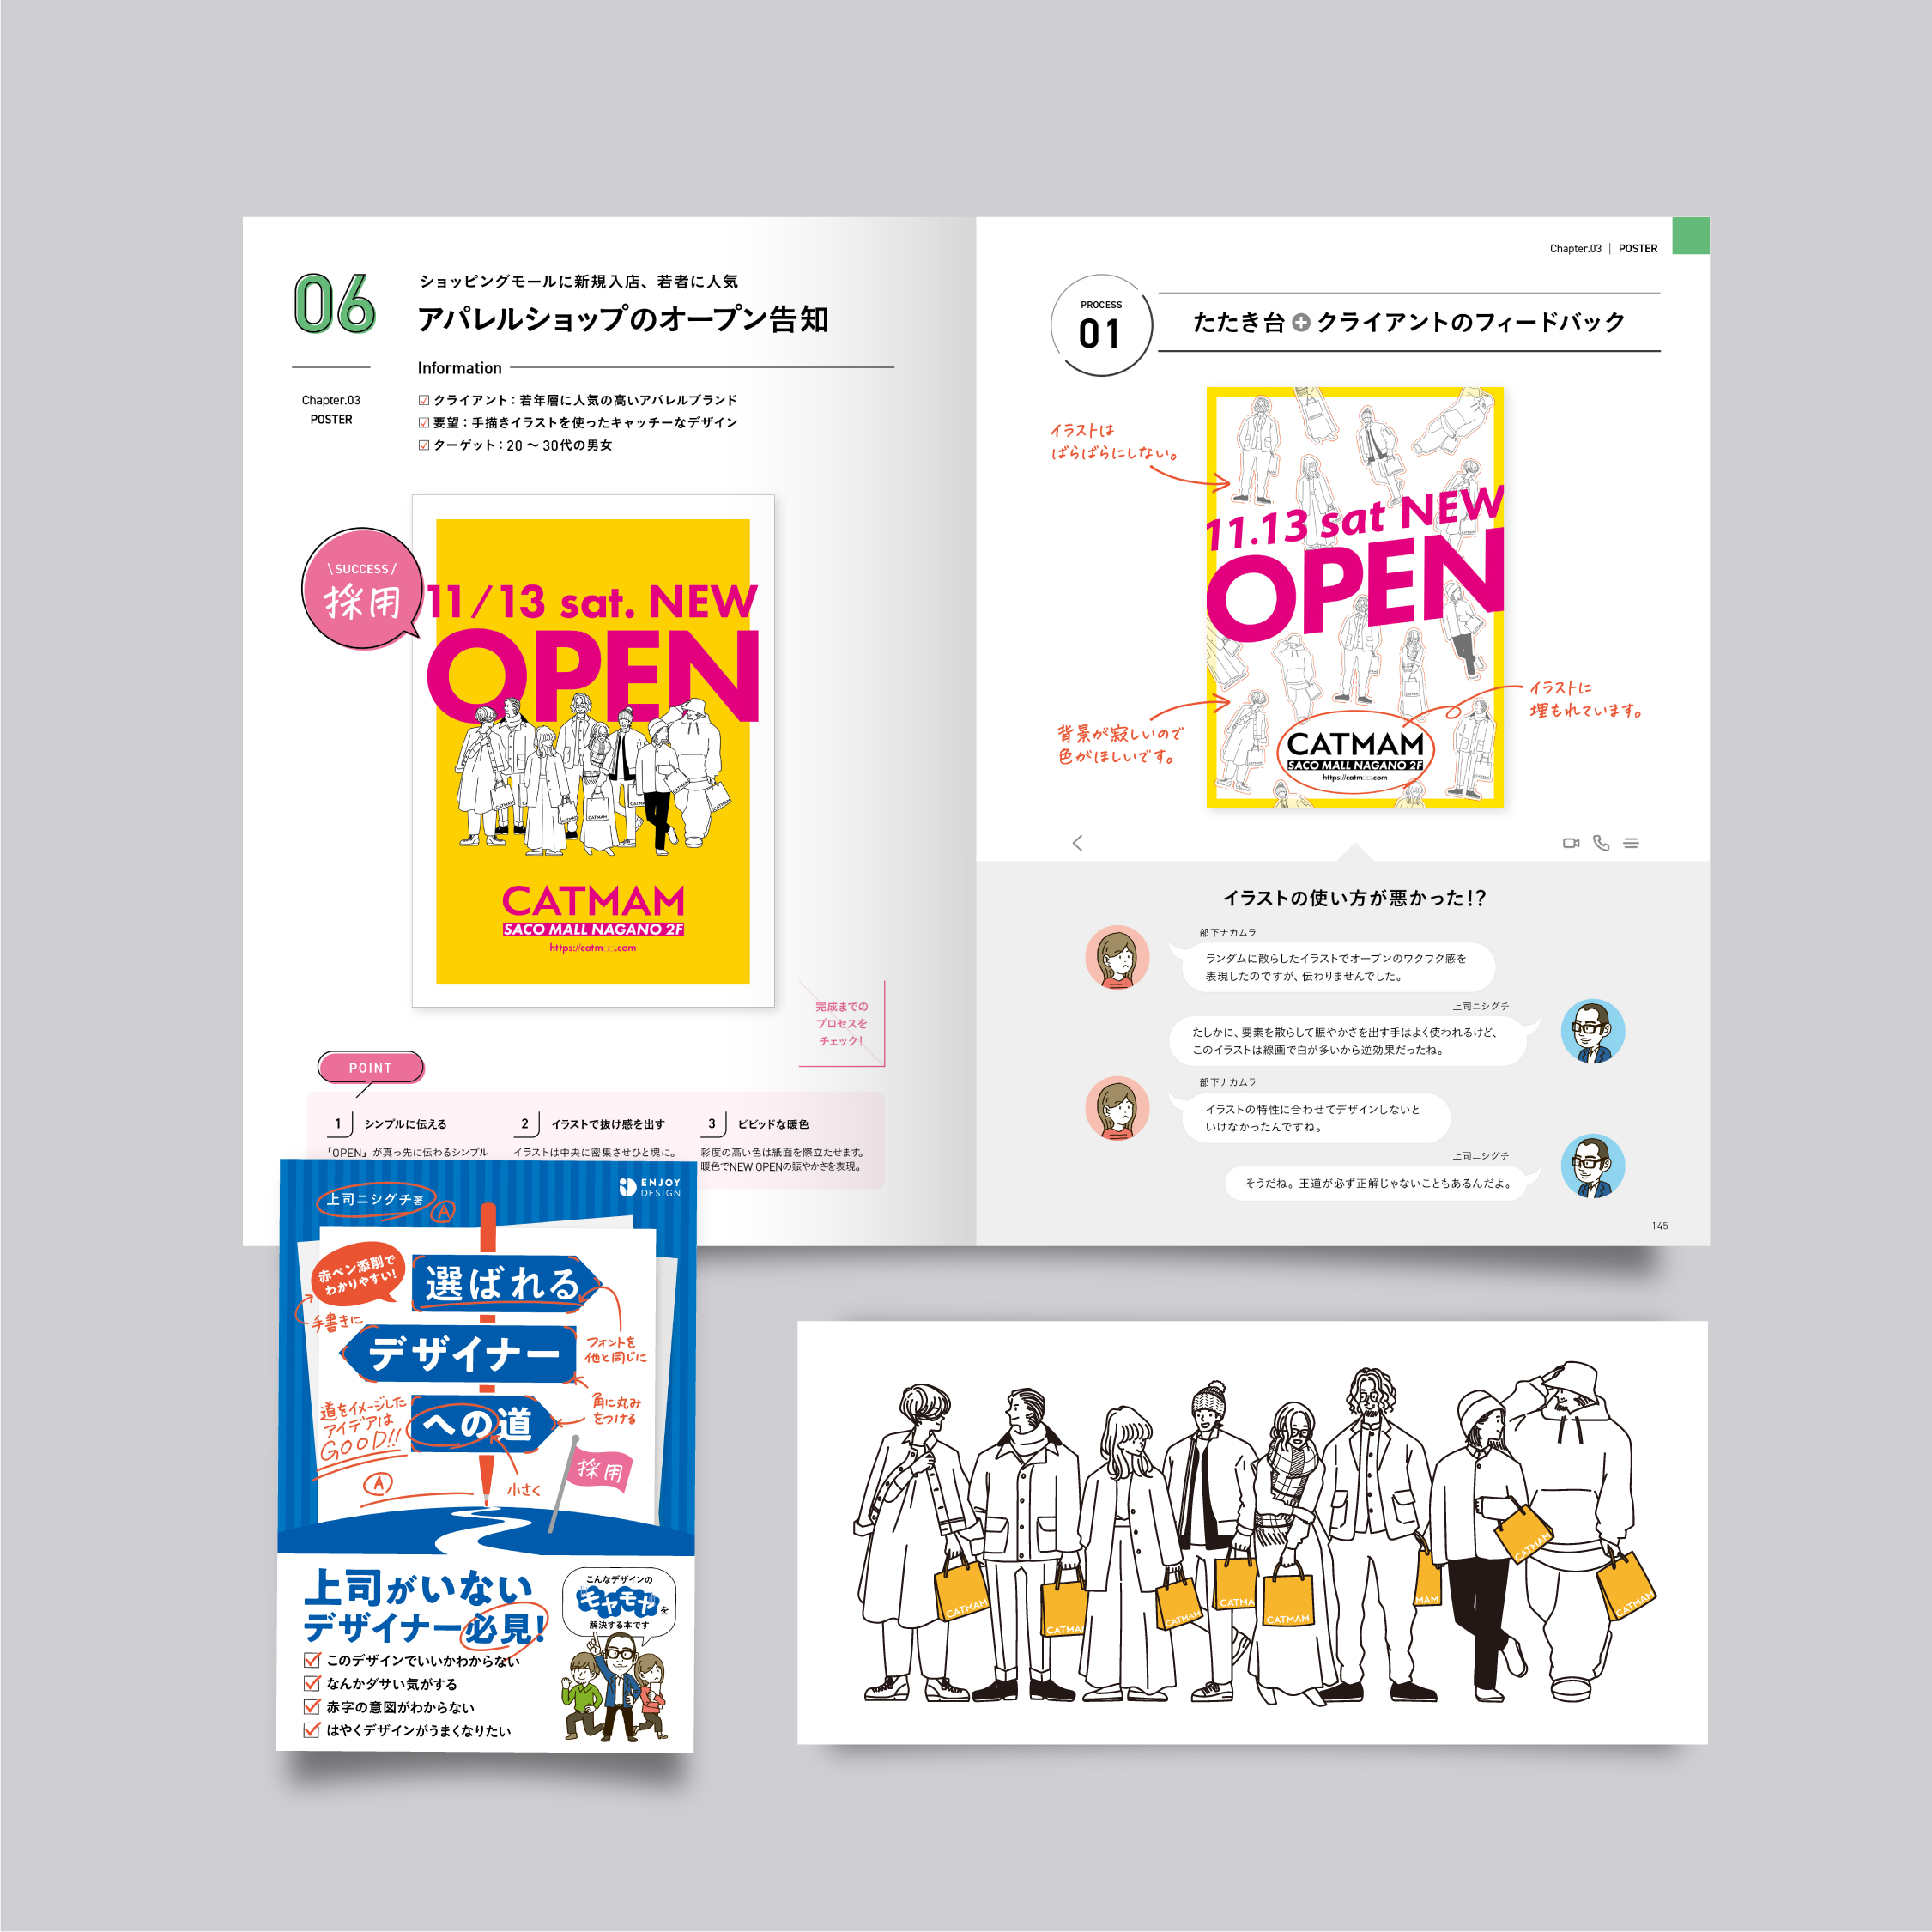 06
ショッピングモールに新規入店、若者に人気
アパレルショップのオープン告知
Information
Chapter.03
POSTER
クライアント：若年層に人気の高いアパレルブランド
要望：手描きイラストを使ったキャッチーなデザイン
ターゲット：20 〜 30代の男女
\ SUCCESS /
採用
11/13 sat. NEW
OPEN
CATMAM
CATMAM
CATMAM
CATMAM
CATMAM
SACO MALL NAGANO 2F
https://catm□□.com
完成までの
プロセスを
チェック！
POINT
1 シンプルに伝える
「OPEN」が真っ先に伝わるシンプル
2 イラストで抜け感を出す
イラストは中央に密集させひと塊に。
3 ビビッドな暖色
彩度の高い色は紙面を際立たせます。
暖色でNEW OPENの賑やかさを表現。
Chapter.03 | POSTER
PROCESS
01
たたき台＋クライアントのフィードバック
イラストは
ばらばらにしない。
11.13 sat NEW
OPEN
イラストに
埋もれています。
背景が寂しいので
色がほしいです。
CATMAM
SACO MALL NAGANO 2F
https://catm□□.com
イラストの使い方が悪かった！？
部下ナカムラ
ランダムに散らしたイラストでオープンのワクワク感を
表現したのですが、伝わりませんでした。
上司ニシグチ
たしかに、要素を散らして賑やかさを出す手はよく使われるけど、
このイラストは線画で白が多いから逆効果だったね。
部下ナカムラ
イラストの特性に合わせてデザインしないと
いけなかったんですね。
上司ニシグチ
そうだね。王道が必ず正解じゃないこともあるんだよ。
145
上司ニシグチ著
A
ENJOY
DESIGN
赤ペン添削で
わかりやすい！
手書きに
選ばれる
フォントを
他と同じに
デザイナー
角に丸み
をつける
への道
道をイメージした
アイデアは
GOOD!!
A
小さく
採用
上司がいない
デザイナー必見！
このデザインでいいかわからない
なんかダサい気がする
赤字の意図がわからない
はやくデザインがうまくなりたい
こんなデザインの
モヤモヤを
解決する本です
CATMAM
CATMAM
CATMAM
CATMA
CATMAM
MAM
CATMAM
CATMAM